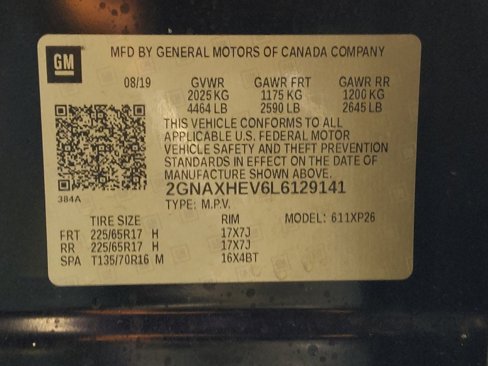 GM
MFD BY GENERAL MOTORS OF CANADA COMPANY
08/19 GVWR GAWR FRT GAWR RR
2025 KG 1175 KG 1200 KG
4464 LB 2590 LB 2645 LB
THIS VEHICLE CONFORMS TO ALL
APPLICABLE U.S. FEDERAL MOTOR
VEHICLE SAFETY AND THEFT PREVENTION
STANDARDS IN EFFECT ON THE DATE OF
MANUFACTURE SHOWN ABOVE.
2GNAXHEV6L6129141
384A TYPE: M.P.V.
TIRE SIZE RIM MODEL: 611XP26
FRT 225/65R17 H 17X7J
RR 225/65R17 H 17X7J
SPA T135/70R16 M 16X4BT